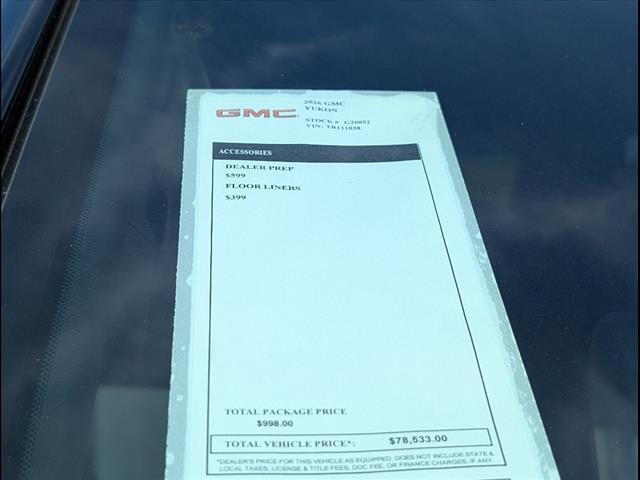 GMC
2026 GMC
YUKON
STOCK # G26052
VIN: TR111038
ACCESSORIES
DEALER PREP
$599
FLOOR LINERS
$399
TOTAL PACKAGE PRICE
$998.00
TOTAL VEHICLE PRICE*: $78,533.00
*DEALER'S PRICE FOR THIS VEHICLE AS EQUIPPED. DOES NOT INCLUDE STATE &
LOCAL TAXES, LICENSE & TITLE FEES, DOC FEE, OR FINANCE CHARGES, IF ANY.